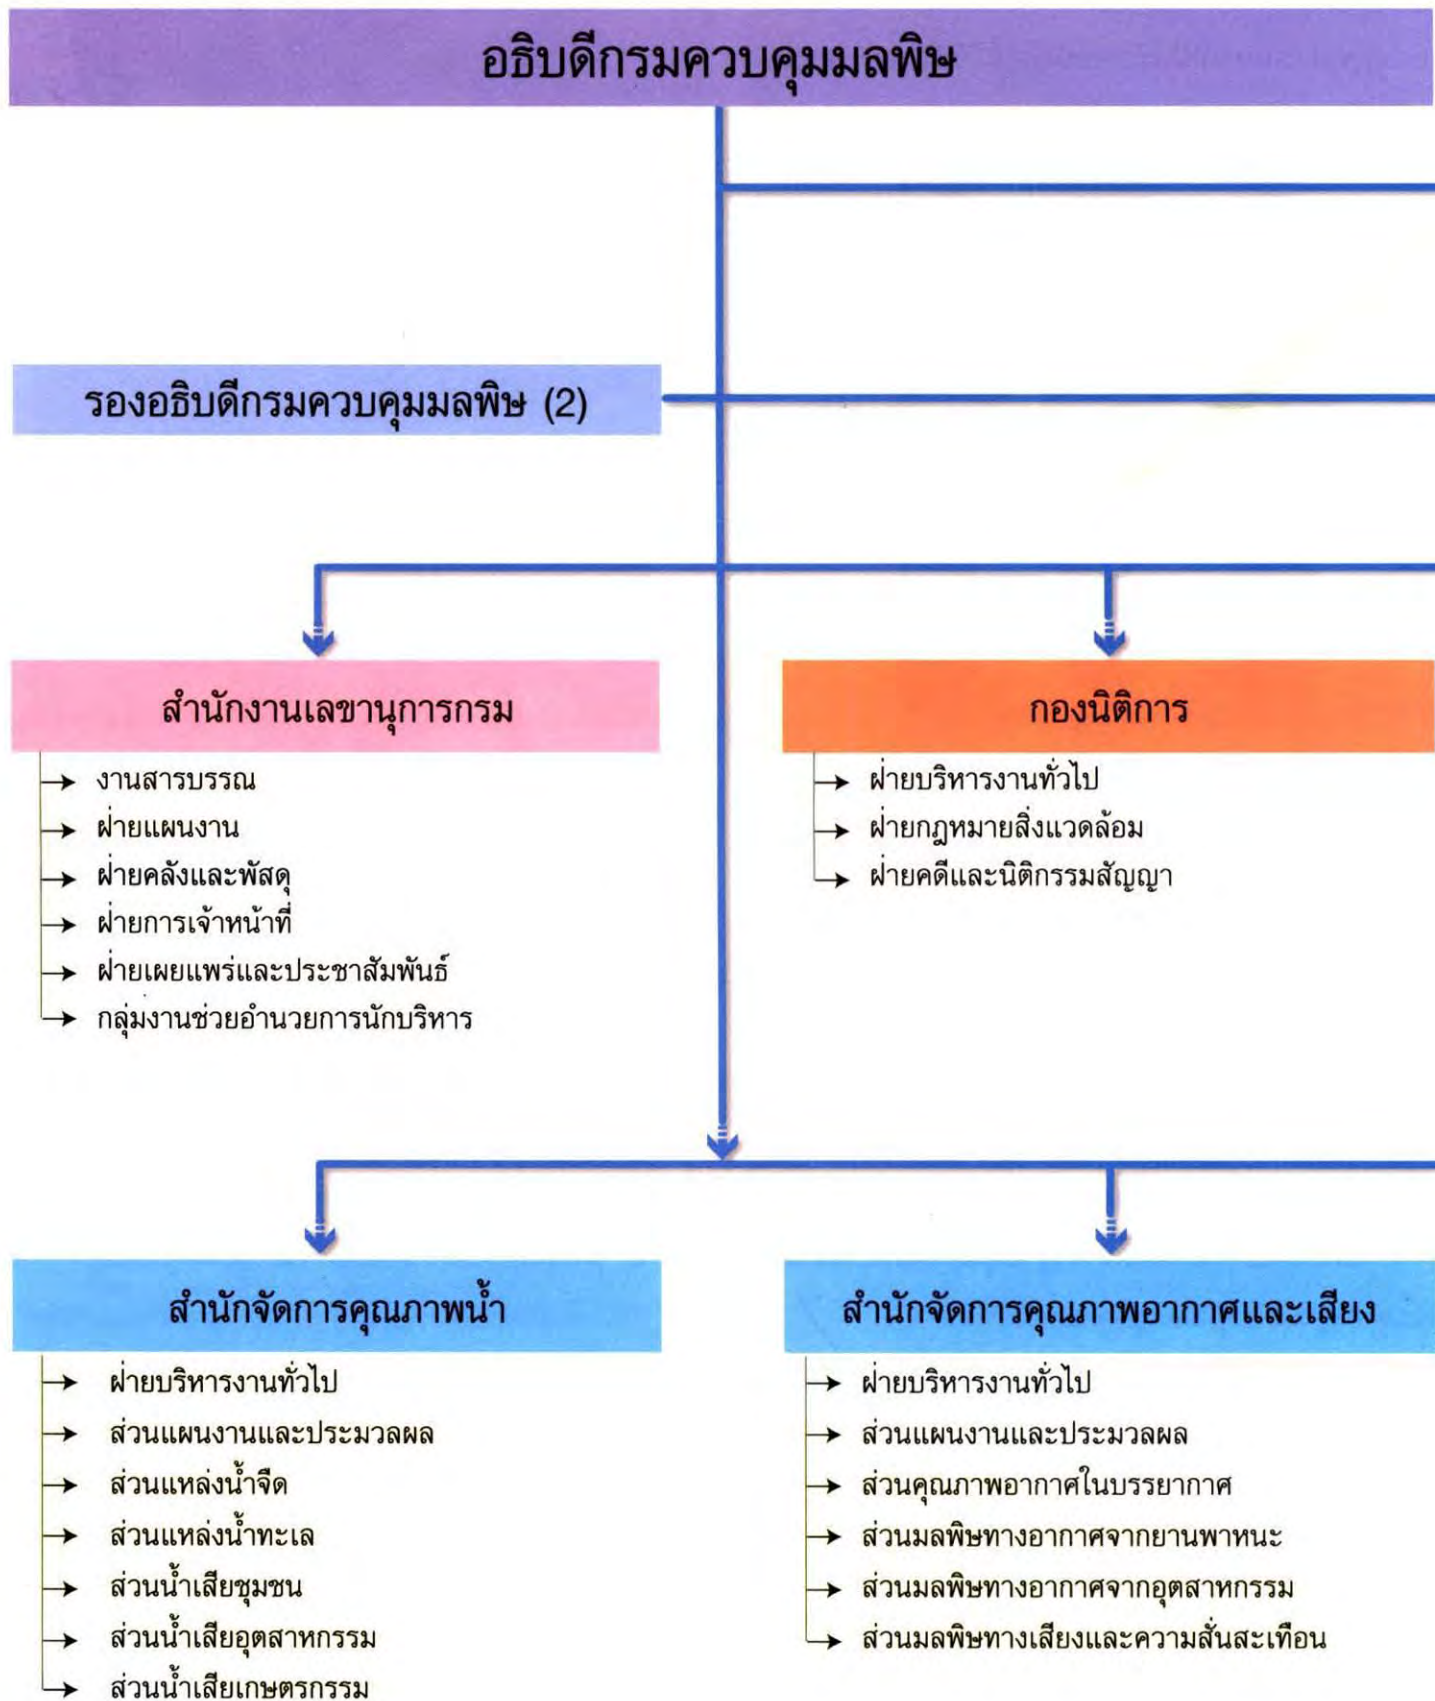 อธิบดีกรมควบคุมมลพิษ
รองอธิบดีกรมควบคุมมลพิษ (2)
สำนักงานเลขานุการกรม
งานสารบรรณ
ฝ่ายแผนงาน
ฝ่ายคลังและพัสดุ
ฝ่ายการเจ้าหน้าที่
ฝ่ายเผยแพร่และประชาสัมพันธ์
กลุ่มงานช่วยอำนวยการนักบริหาร
กองนิติการ
ฝ่ายบริหารงานทั่วไป
ฝ่ายกฎหมายสิ่งแวดล้อม
ฝ่ายคดีและนิติกรรมสัญญา
สำนักจัดการคุณภาพน้ำ
ฝ่ายบริหารงานทั่วไป
ส่วนแผนงานและประมวลผล
ส่วนแหล่งน้ำจืด
ส่วนแหล่งน้ำทะเล
ส่วนน้ำเสียชุมชน
ส่วนน้ำเสียอุตสาหกรรม
ส่วนน้ำเสียเกษตรกรรม
สำนักจัดการคุณภาพอากาศและเสียง
ฝ่ายบริหารงานทั่วไป
ส่วนแผนงานและประมวลผล
ส่วนคุณภาพอากาศในบรรยากาศ
ส่วนมลพิษทางอากาศจากยานพาหนะ
ส่วนมลพิษทางอากาศจากอุตสาหกรรม
ส่วนมลพิษทางเสียงและความสั่นสะเทือน